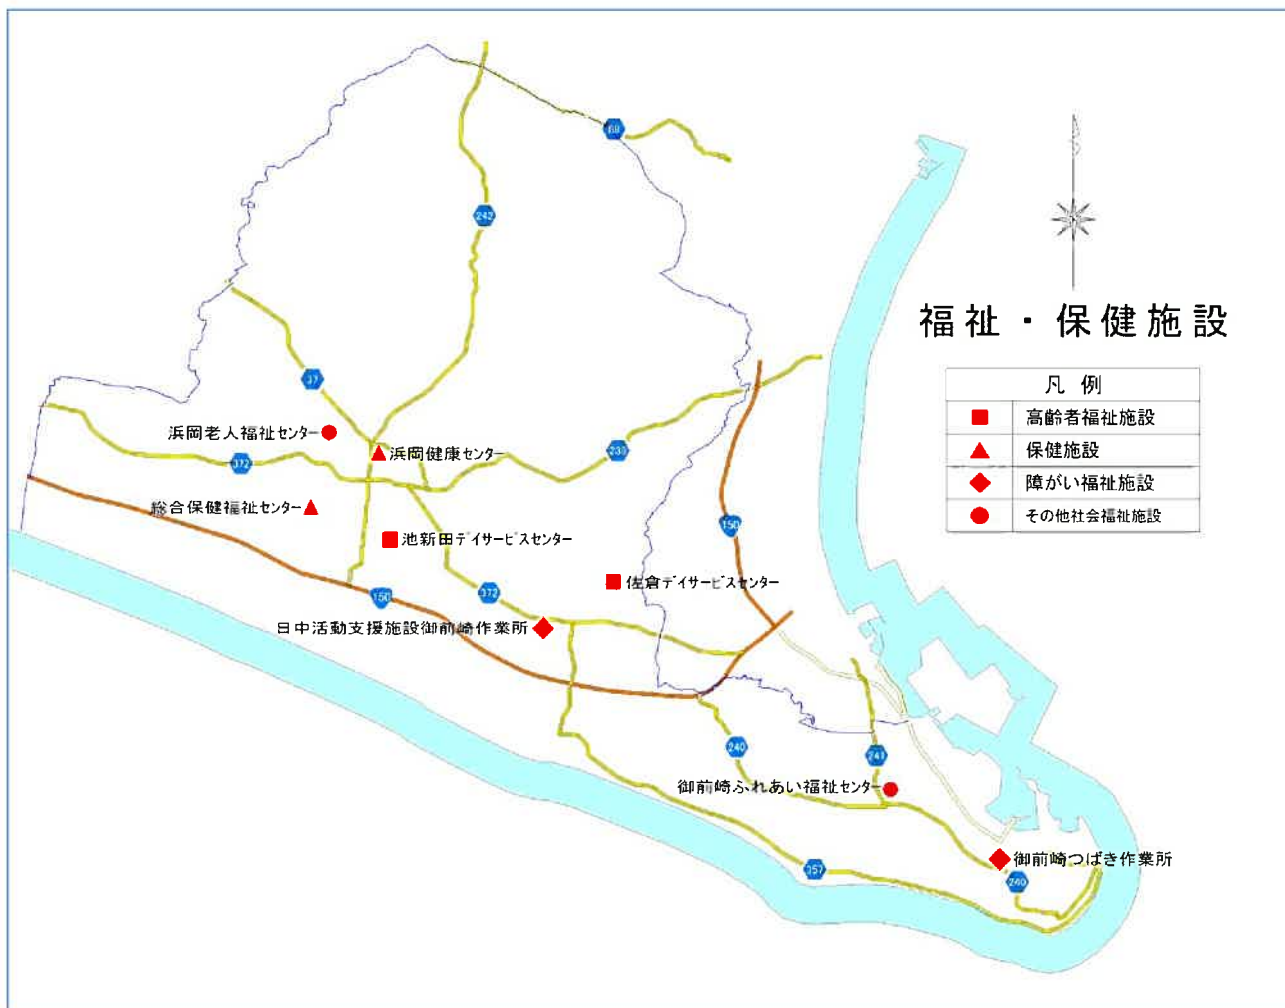 68
242
福祉・保健施設
37
凡例
高齢者福祉施設
浜岡老人福祉センター
浜岡健康センター
保健施設
372
238
障がい福祉施設
総合保健福祉センター
その他社会福祉施設
150
池新田デイサービスセンター
佐倉デイサービスセンター
150
372
日中活動支援施設御前崎作業所
240
241
御前崎ふれあい福祉センター
御前崎つばき作業所
357
240